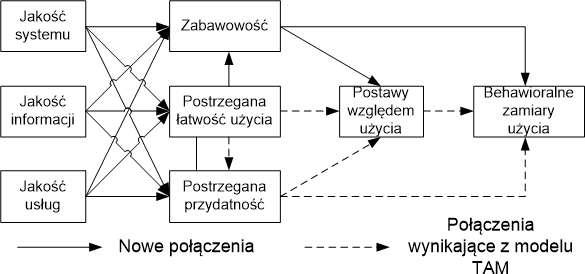 Jakość
systemu
Zabawowość
Jakość
informacji
Postrzegana
łatwość użycia
Postawy
względem
użycia
Behawioralne
zamiary
użycia
Jakość
usług
Postrzegana
przydatność
Nowe połączenia
Połączenia
wynikające z modelu
TAM